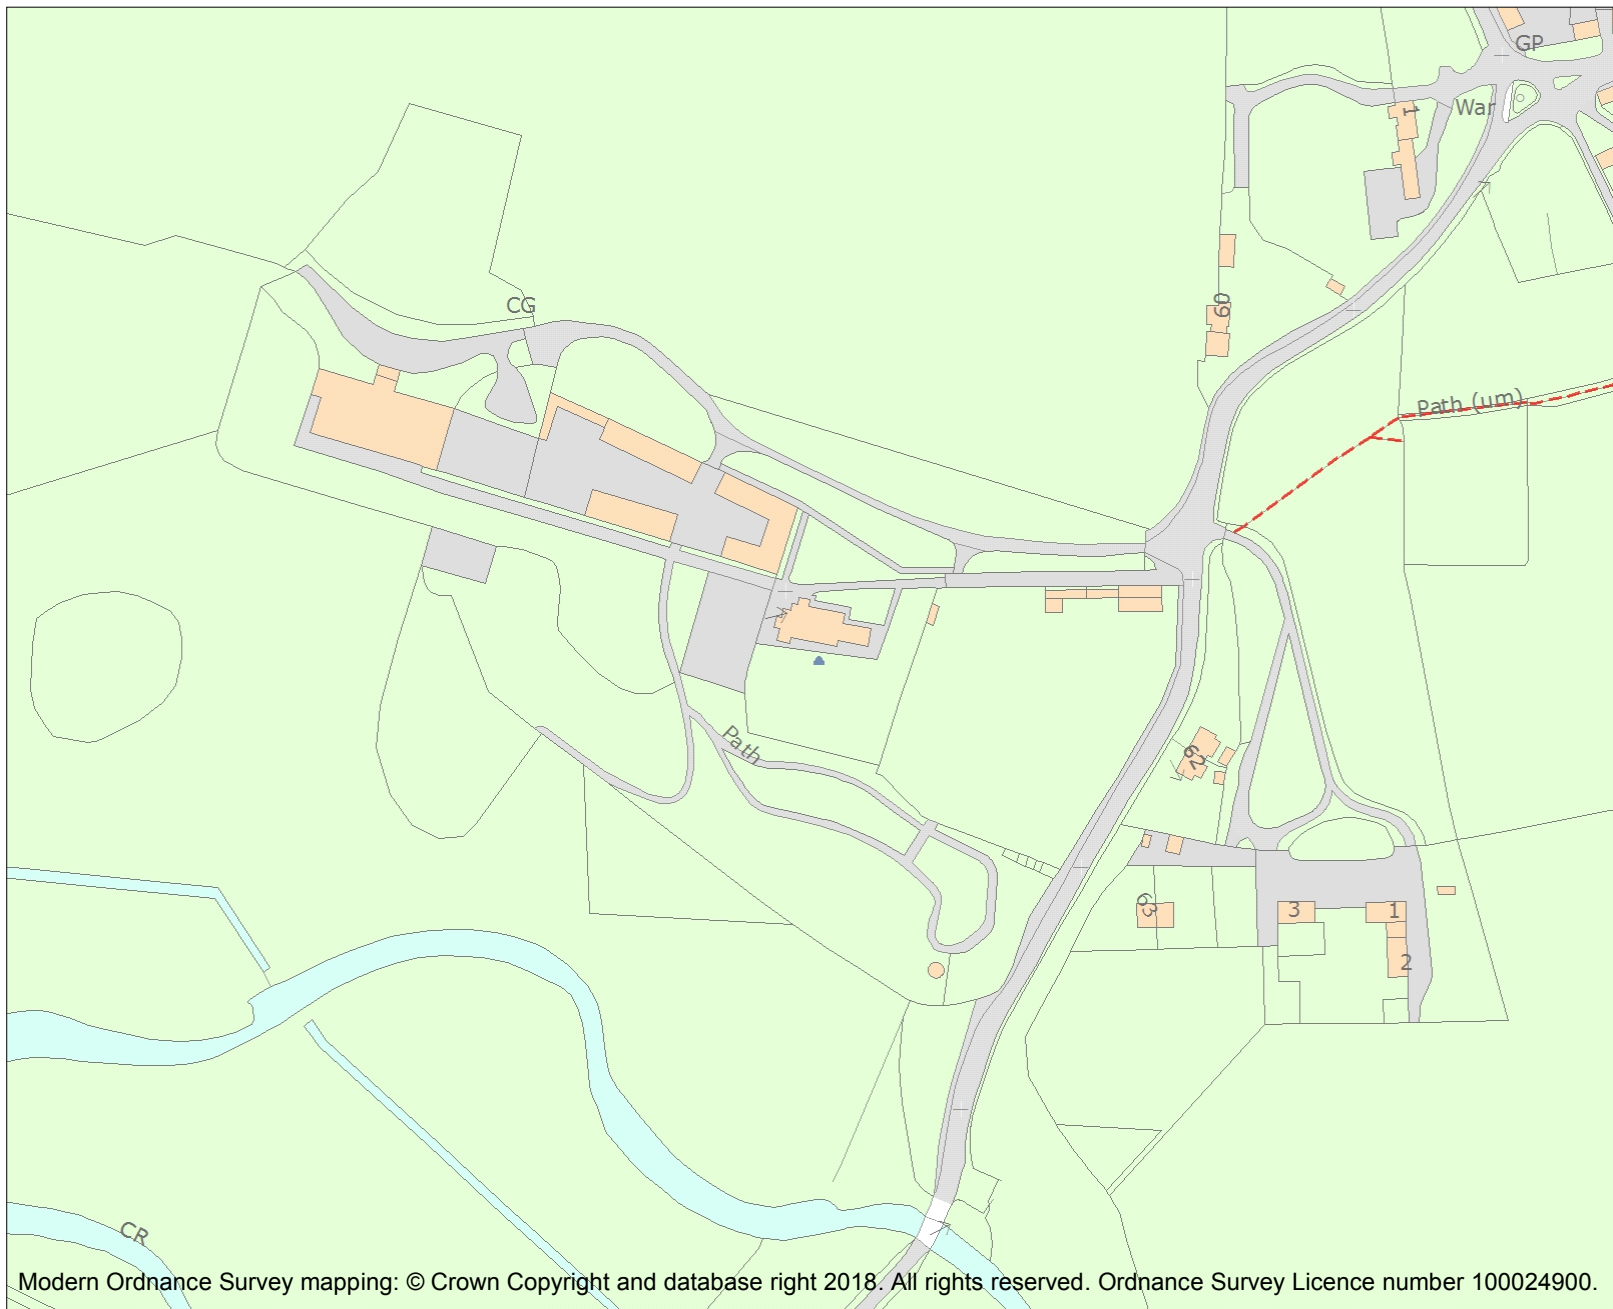 GP
War
1
CG
60
Path (um)
Path
62
63
3
1
2
CR
Modern Ordnance Survey mapping: © Crown Copyright and database right 2018. All rights reserved. Ordnance Survey Licence number 100024900.